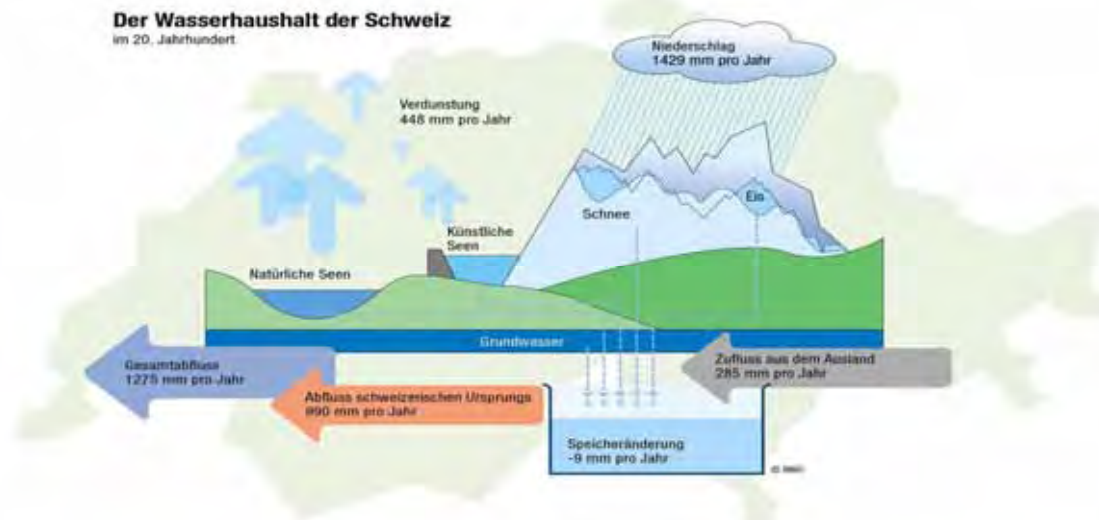 Der Wasserhaushalt der Schweiz
im 20. Jahrhundert
Niederschlag
1429 mm pro Jahr
Verdunstung
448 mm pro Jahr
Schnee
Eis
Künstliche
Seen
Natürliche Seen
Grundwasser
Gesamtabfluss
1275 mm pro Jahr
Zufluss aus dem Ausland
285 mm pro Jahr
Abfluss schweizerischen Ursprungs
990 mm pro Jahr
Speicheränderung
-9 mm pro Jahr